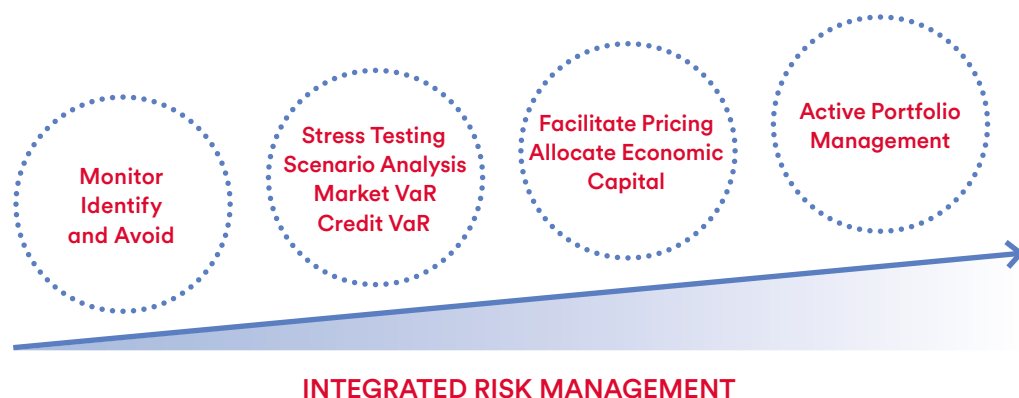 Monitor
Identify
and Avoid
Stress Testing
Scenario Analysis
Market VaR
Credit VaR
Facilitate Pricing
Allocate Economic
Capital
Active Portfolio
Management
INTEGRATED RISK MANAGEMENT